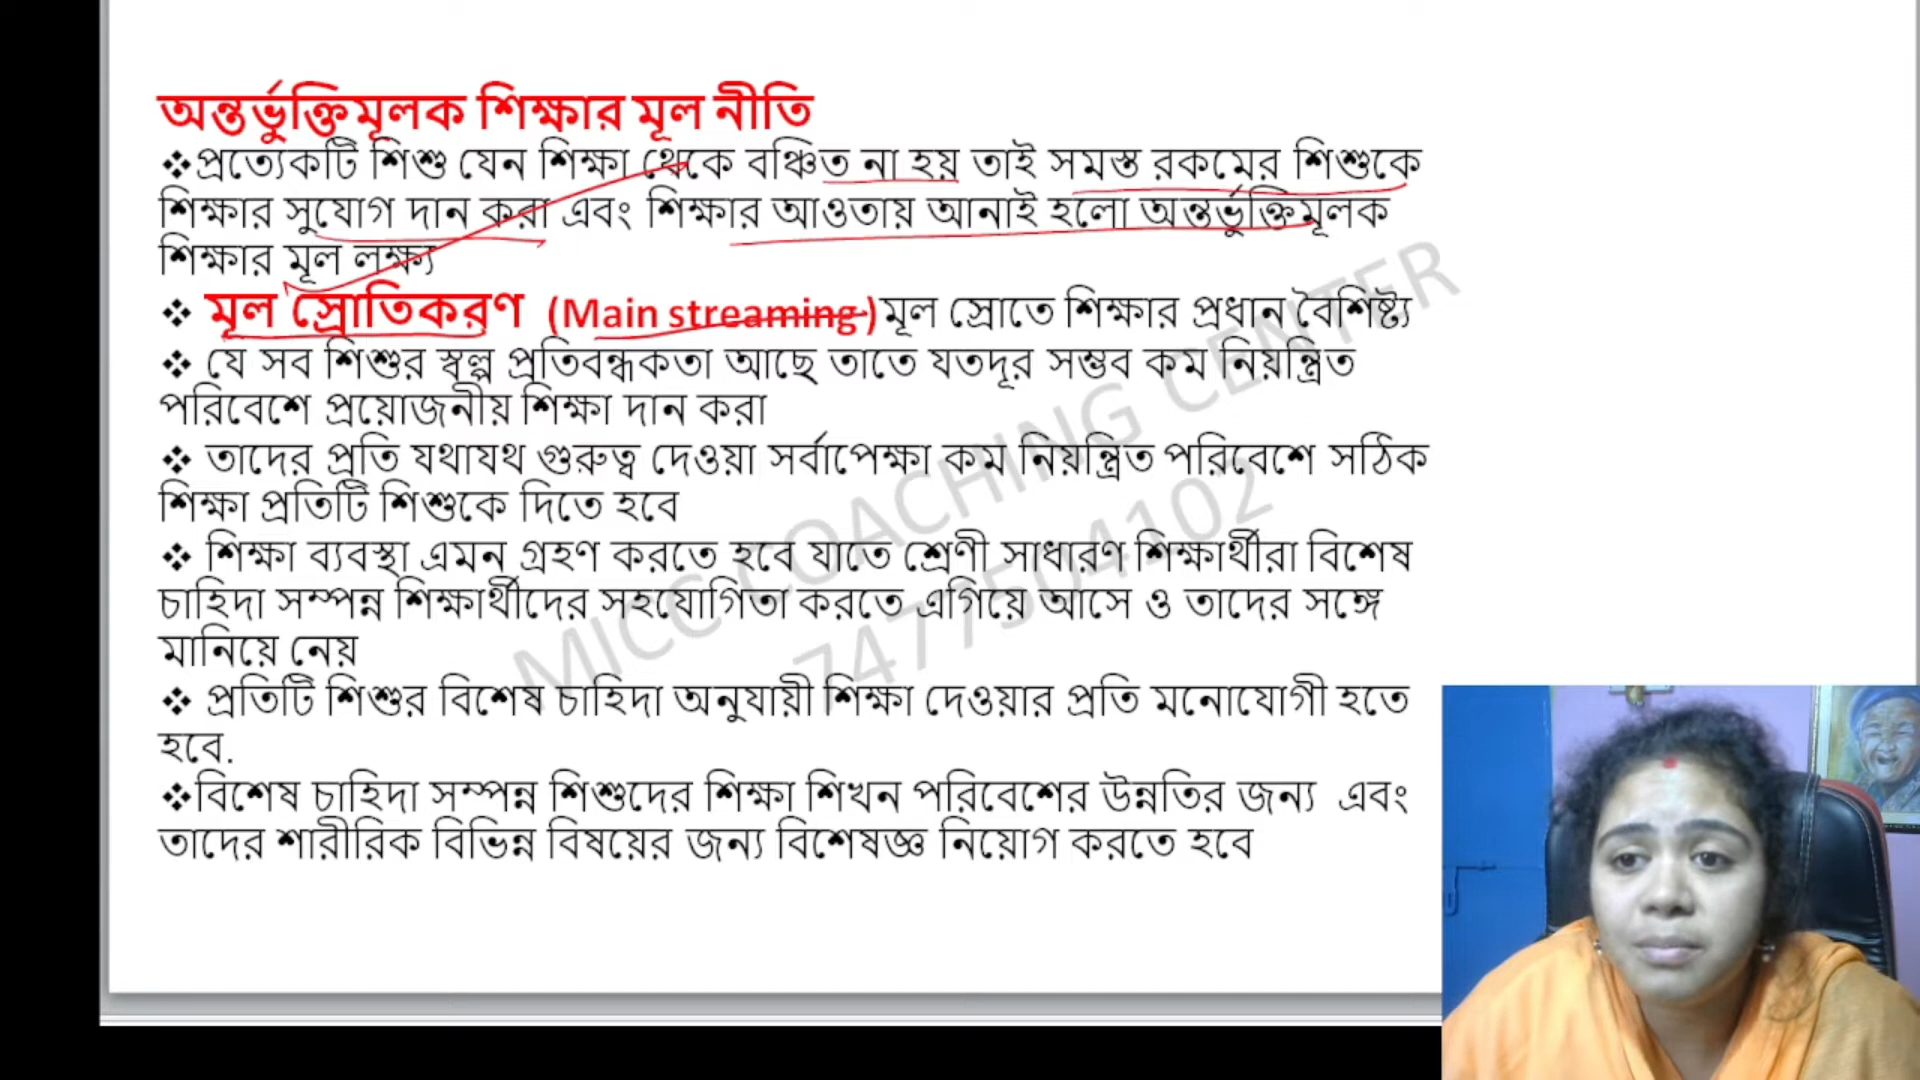 অন্তর্ভুক্তিমূলক শিক্ষার মূল নীতি
❖প্রত্যেকটি শিশু যেন শিক্ষা থেকে বঞ্চিত না হয় তাই সমস্ত রকমের শিশুকে
শিক্ষার সুযোগ দান করা এবং শিক্ষার আওতায় আনাই হলো অন্তর্ভুক্তিমূলক
শিক্ষার মূল লক্ষ্য
❖ মূল স্রোতিকরণ (Main streaming)মূল স্রোতে শিক্ষার প্রধান বৈশিষ্ট্য
❖ যে সব শিশুর স্বল্প প্রতিবন্ধকতা আছে তাতে যতদূর সম্ভব কম নিয়ন্ত্রিত
পরিবেশে প্রয়োজনীয় শিক্ষা দান করা
❖ তাদের প্রতি যথাযথ গুরুত্ব দেওয়া সর্বাপেক্ষা কম নিয়ন্ত্রিত পরিবেশে সঠিক
শিক্ষা প্রতিটি শিশুকে দিতে হবে
❖ শিক্ষা ব্যবস্থা এমন গ্রহণ করতে হবে যাতে শ্রেণী সাধারণ শিক্ষার্থীরা বিশেষ
চাহিদা সম্পন্ন শিক্ষার্থীদের সহযোগিতা করতে এগিয়ে আসে ও তাদের সঙ্গে
মানিয়ে নেয়
❖ প্রতিটি শিশুর বিশেষ চাহিদা অনুযায়ী শিক্ষা দেওয়ার প্রতি মনোযোগী হতে
হবে.
❖বিশেষ চাহিদা সম্পন্ন শিশুদের শিক্ষা শিখন পরিবেশের উন্নতির জন্য এবং
তাদের শারীরিক বিভিন্ন বিষয়ের জন্য বিশেষজ্ঞ নিয়োগ করতে হবে
MICC COACHING CENTER
7477504102